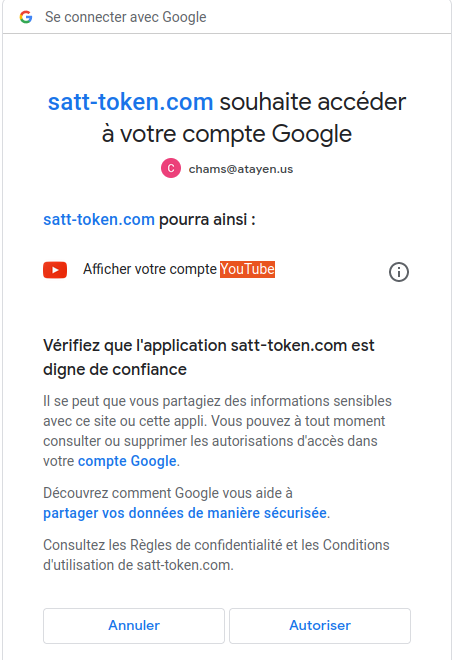 Se connecter avec Google
satt-token.com souhaite accéder
à votre compte Google
C chams@atayen.us
satt-token.com pourra ainsi :
Afficher votre compte YouTube
Vérifiez que l'application satt-token.com est
digne de confiance
Il se peut que vous partagiez des informations sensibles
avec ce site ou cette appli. Vous pouvez à tout moment
consulter ou supprimer les autorisations d'accès dans
votre compte Google.
Découvrez comment Google vous aide à
partager vos données de manière sécurisée.
Consultez les Règles de confidentialité et les Conditions
d'utilisation de satt-token.com.
Annuler Autoriser